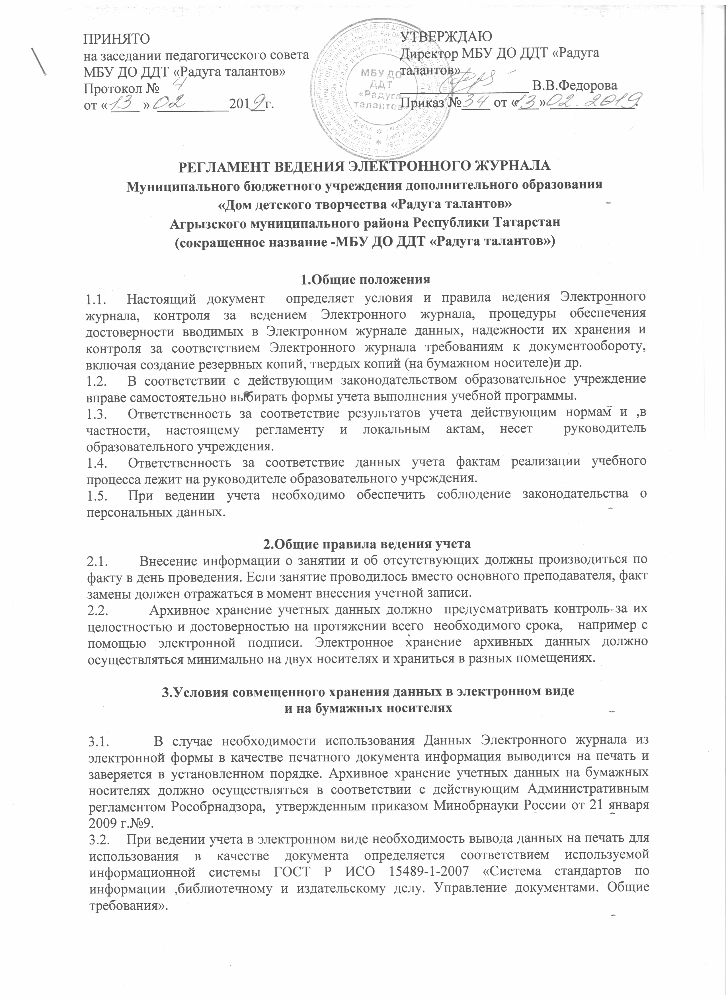 ПРИНЯТО
на заседании педагогического совета
МБУ ДО ДДТ «Радуга талантов»
Протокол № 4
от «13» 02 2019г.
УТВЕРЖДАЮ
Директор МБУ ДО ДДТ «Радуга
талантов»
В.В.Федорова
Приказ №34 от «13» 02.2019.
МБУ ДО
ДДТ
«Радуга
талантов»
РЕГЛАМЕНТ ВЕДЕНИЯ ЭЛЕКТРОННОГО ЖУРНАЛА
Муниципального бюджетного учреждения дополнительного образования
«Дом детского творчества «Радуга талантов»
Агрызского муниципального района Республики Татарстан
(сокращенное название -МБУ ДО ДДТ «Радуга талантов»)
1.Общие положения
1.1. Настоящий документ определяет условия и правила ведения Электронного
журнала, контроля за ведением Электронного журнала, процедуры обеспечения
достоверности вводимых в Электронном журнале данных, надежности их хранения и
контроля за соответствием Электронного журнала требованиям к документообороту,
включая создание резервных копий, твердых копий (на бумажном носителе)и др.
1.2. В соответствии с действующим законодательством образовательное учреждение
вправе самостоятельно выбирать формы учета выполнения учебной программы.
1.3. Ответственность за соответствие результатов учета действующим нормам и ,в
частности, настоящему регламенту и локальным актам, несет руководитель
образовательного учреждения.
1.4. Ответственность за соответствие данных учета фактам реализации учебного
процесса лежит на руководителе образовательного учреждения.
1.5. При ведении учета необходимо обеспечить соблюдение законодательства о
персональных данных.
2.Общие правила ведения учета
2.1. Внесение информации о занятии и об отсутствующих должны производиться по
факту в день проведения. Если занятие проводилось вместо основного преподавателя, факт
замены должен отражаться в момент внесения учетной записи.
2.2. Архивное хранение учетных данных должно предусматривать контроль за их
целостностью и достоверностью на протяжении всего необходимого срока, например с
помощью электронной подписи. Электронное хранение архивных данных должно
осуществляться минимально на двух носителях и храниться в разных помещениях.
3.Условия совмещенного хранения данных в электронном виде
и на бумажных носителях
3.1. В случае необходимости использования Данных Электронного журнала из
электронной формы в качестве печатного документа информация выводится на печать и
заверяется в установленном порядке. Архивное хранение учетных данных на бумажных
носителях должно осуществляться в соответствии с действующим Административным
регламентом Рособрнадзора, утвержденным приказом Минобрнауки России от 21 января
2009 г.№9.
3.2. При ведении учета в электронном виде необходимость вывода данных на печать для
использования в качестве документа определяется соответствием используемой
информационной системы ГОСТ Р ИСО 15489-1-2007 «Система стандартов по
информации ,библиотечному и издательскому делу. Управление документами. Общие
требования».